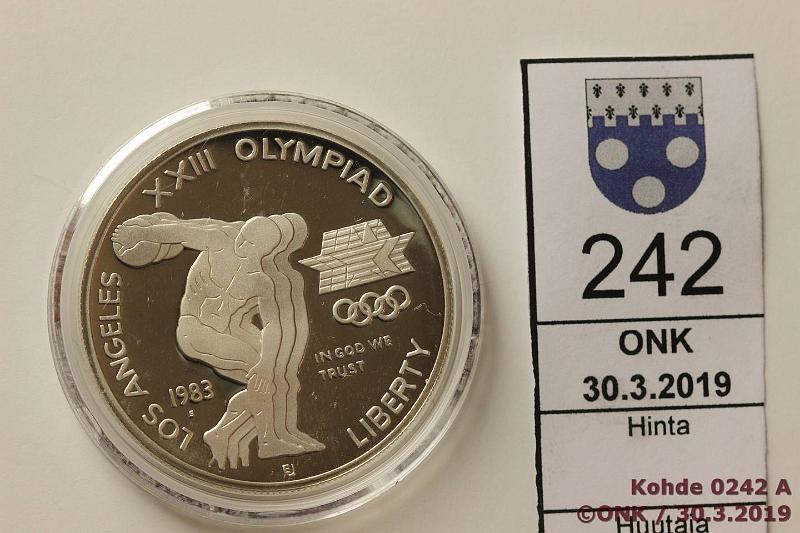 XXIII OLYMPIAD
LOS ANGELES
1983
S
IN GOD WE
TRUST
LIBERTY
EJ
242
ONK
30.3.2019
Hinta
Huutaja
Kohde 0242 A
©ONK / 30.3.2019